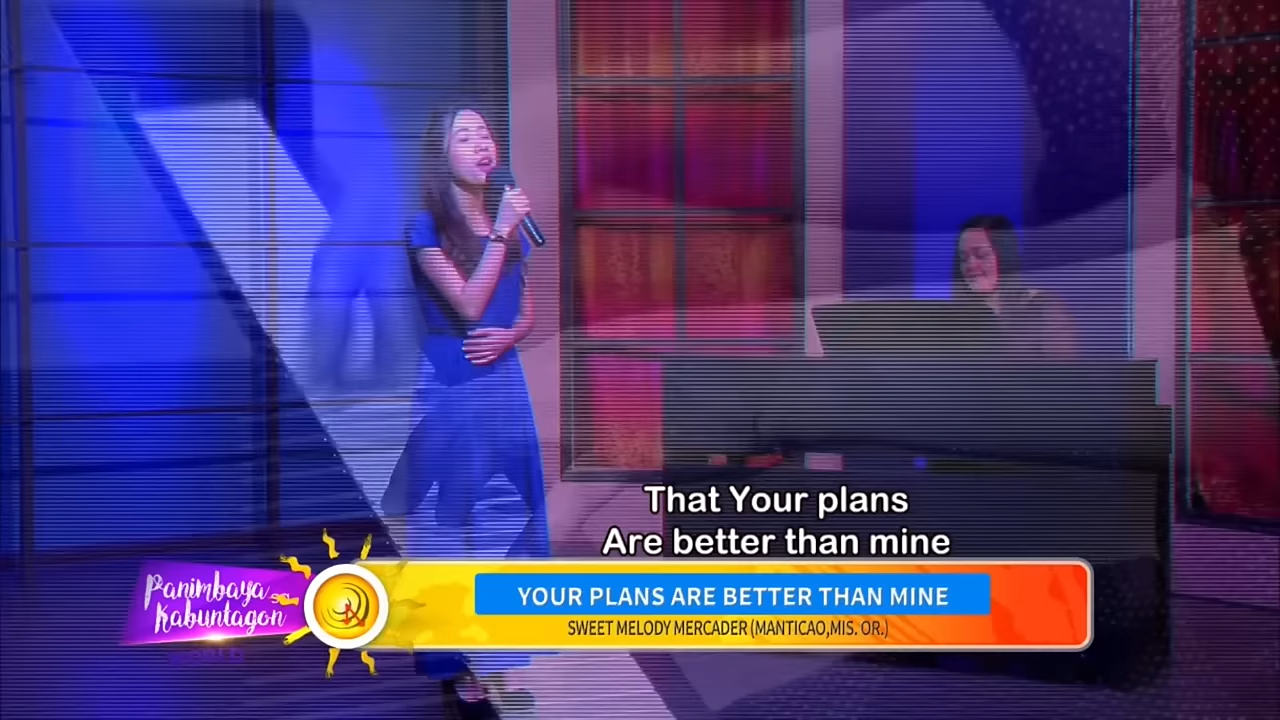 That Your plans
Are better than mine
Panimbaya sa
Kabuntagon
YOUR PLANS ARE BETTER THAN MINE
SWEET MELODY MERCADER (MANTICAO,MIS. OR.)